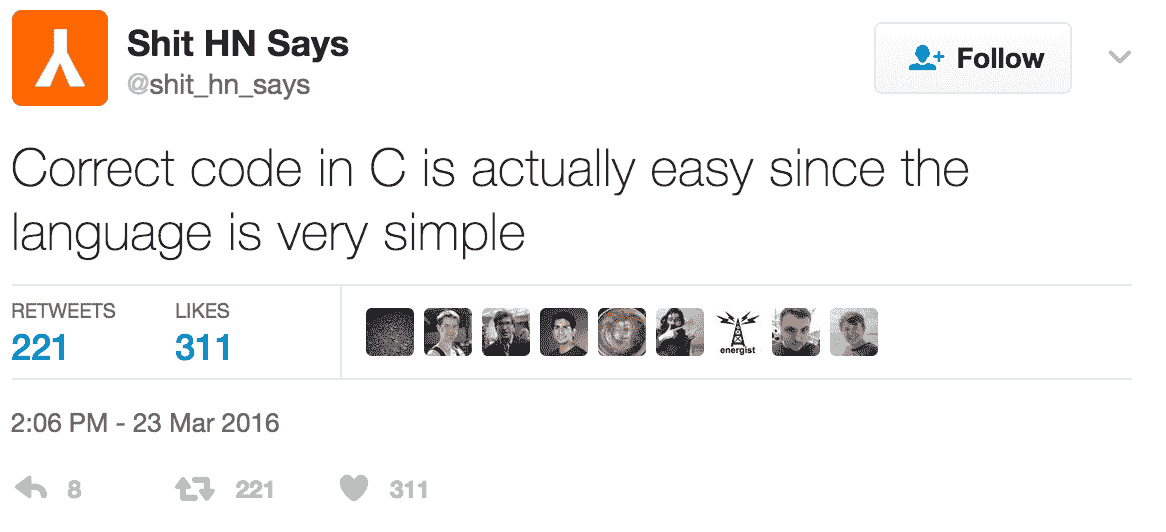 Shit HN Says
@shit_hn_says
Follow
Correct code in C is actually easy since the
language is very simple
RETWEETS LIKES
221 311
energist
2:06 PM - 23 Mar 2016
8 221 311